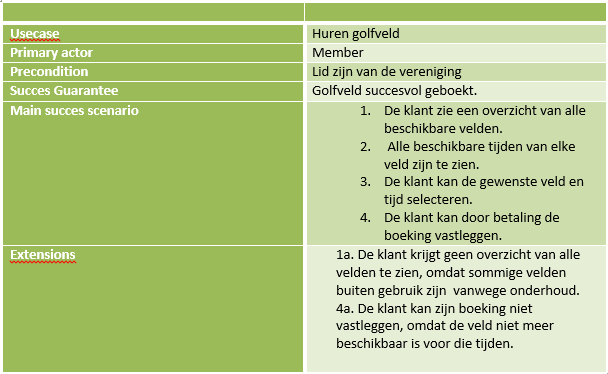 Usecase Huren golfveld
Primary actor Member
Precondition Lid zijn van de vereniging
Succes Guarantee Golfveld succesvol geboekt.
Main succes scenario
1. De klant zie een overzicht van alle
beschikbare velden.
2. Alle beschikbare tijden van elke
veld zijn te zien.
3. De klant kan de gewenste veld en
tijd selecteren.
4. De klant kan door betaling de
boeking vastleggen.
Extensions
1a. De klant krijgt geen overzicht van alle
velden te zien, omdat sommige velden
buiten gebruik zijn vanwege onderhoud.
4a. De klant kan zijn boeking niet
vastleggen, omdat de veld niet meer
beschikbaar is voor die tijden.